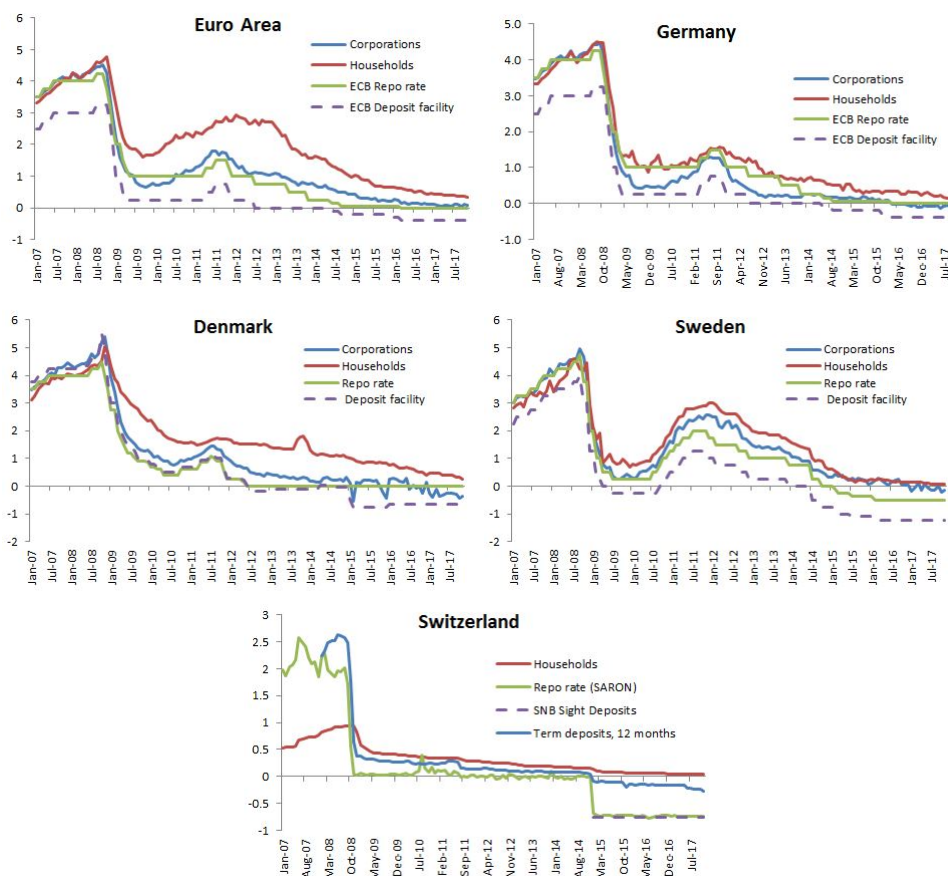 Euro Area
6
5
4
3
2
1
0
-1
Corporations
Households
ECB Repo rate
ECB Deposit facility
Jan-07
Jul-07
Jan-08
Jul-08
Jan-09
Jul-09
Jan-10
Jul-10
Jan-11
Jul-11
Jan-12
Jul-12
Jan-13
Jul-13
Jan-14
Jul-14
Jan-15
Jul-15
Jan-16
Jul-16
Jan-17
Jul-17
Germany
5.0
4.0
3.0
2.0
1.0
0.0
-1.0
Corporations
Households
ECB Repo rate
ECB Deposit facility
Jan-07
Aug-07
Mar-08
Oct-08
May-09
Dec-09
Jul-10
Feb-11
Sep-11
Apr-12
Nov-12
Jun-13
Jan-14
Aug-14
Mar-15
Oct-15
May-16
Dec-16
Jul-17
Denmark
6
5
4
3
2
1
0
-1
-2
Corporations
Households
Repo rate
Deposit facility
Jan-07
Jul-07
Jan-08
Jul-08
Jan-09
Jul-09
Jan-10
Jul-10
Jan-11
Jul-11
Jan-12
Jul-12
Jan-13
Jul-13
Jan-14
Jul-14
Jan-15
Jul-15
Jan-16
Jul-16
Jan-17
Jul-17
Sweden
6
5
4
3
2
1
0
-1
-2
Corporations
Households
Repo rate
Deposit facility
Jan-07
Jul-07
Jan-08
Jul-08
Jan-09
Jul-09
Jan-10
Jul-10
Jan-11
Jul-11
Jan-12
Jul-12
Jan-13
Jul-13
Jan-14
Jul-14
Jan-15
Jul-15
Jan-16
Jul-16
Jan-17
Jul-17
Switzerland
3
2.5
2
1.5
1
0.5
0
-0.5
-1
Households
Repo rate (SARON)
SNB Sight Deposits
Term deposits, 12 months
Jan-07
Aug-07
Mar-08
Oct-08
May-09
Dec-09
Jul-10
Feb-11
Sep-11
Apr-12
Nov-12
Jun-13
Jan-14
Aug-14
Mar-15
Oct-15
May-16
Dec-16
Jul-17